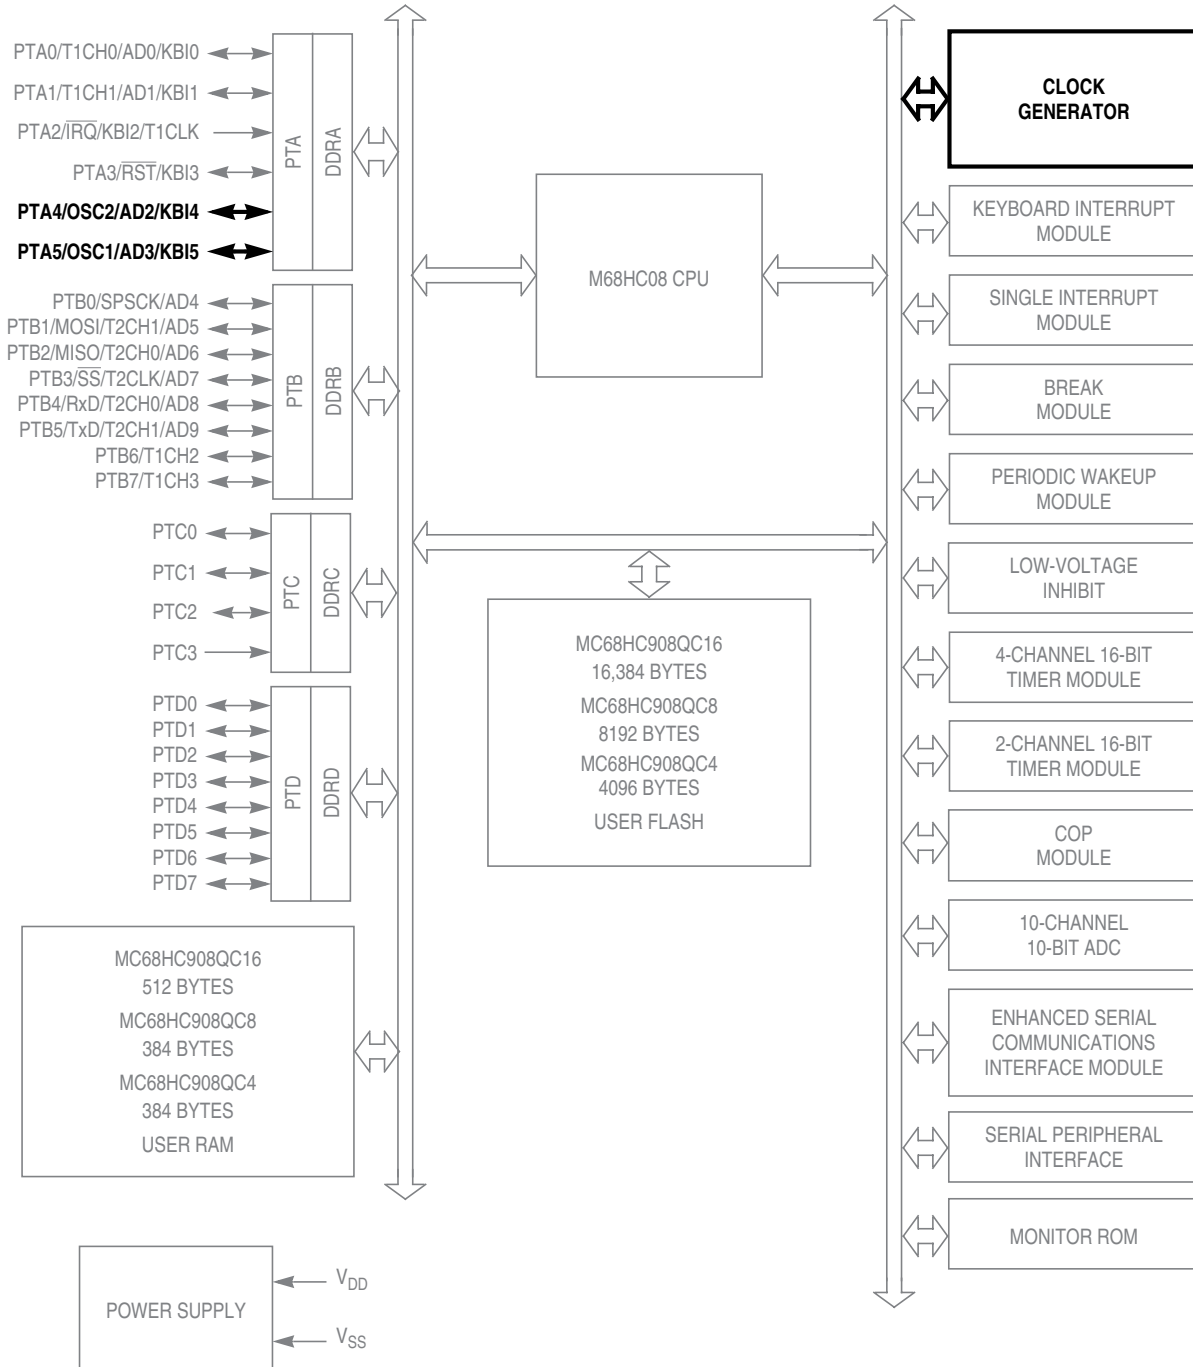 PTA0/T1CH0/AD0/KBI0
PTA1/T1CH1/AD1/KBI1
PTA2/IRQ/KBI2/T1CLK
PTA3/RST/KBI3
PTA4/OSC2/AD2/KBI4
PTA5/OSC1/AD3/KBI5
PTA
DDRA
PTB0/SPSCK/AD4
PTB1/MOSI/T2CH1/AD5
PTB2/MISO/T2CH0/AD6
PTB3/SS/T2CLK/AD7
PTB4/RxD/T2CH0/AD8
PTB5/TxD/T2CH1/AD9
PTB6/T1CH2
PTB7/T1CH3
PTB
DDRB
PTC0
PTC1
PTC2
PTC3
PTC
DDRC
PTD0
PTD1
PTD2
PTD3
PTD4
PTD5
PTD6
PTD7
PTD
DDRD
MC68HC908QC16
512 BYTES
MC68HC908QC8
384 BYTES
MC68HC908QC4
384 BYTES
USER RAM
POWER SUPPLY
VDD
VSS
M68HC08 CPU
MC68HC908QC16
16,384 BYTES
MC68HC908QC8
8192 BYTES
MC68HC908QC4
4096 BYTES
USER FLASH
CLOCK
GENERATOR
KEYBOARD INTERRUPT
MODULE
SINGLE INTERRUPT
MODULE
BREAK
MODULE
PERIODIC WAKEUP
MODULE
LOW-VOLTAGE
INHIBIT
4-CHANNEL 16-BIT
TIMER MODULE
2-CHANNEL 16-BIT
TIMER MODULE
COP
MODULE
10-CHANNEL
10-BIT ADC
ENHANCED SERIAL
COMMUNICATIONS
INTERFACE MODULE
SERIAL PERIPHERAL
INTERFACE
MONITOR ROM